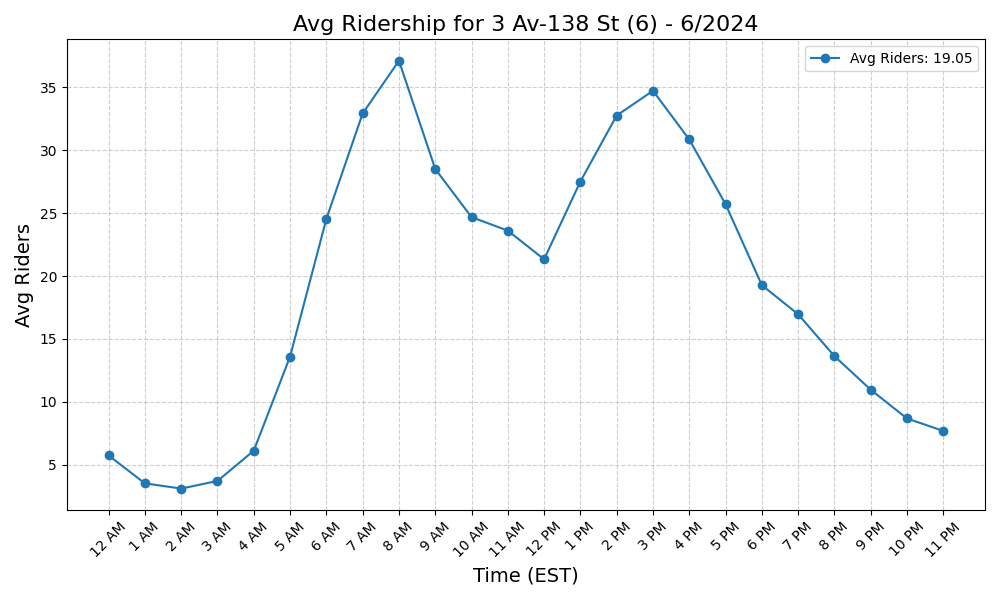 Avg Ridership for 3 Av-138 St (6) - 6/2024
Avg Riders: 19.05
Avg Riders
35
30
25
20
15
10
5
12 AM
1 AM
2 AM
3 AM
4 AM
5 AM
6 AM
7 AM
8 AM
9 AM
10 AM
11 AM
12 PM
1 PM
2 PM
3 PM
4 PM
5 PM
6 PM
7 PM
8 PM
9 PM
10 PM
11 PM
Time (EST)